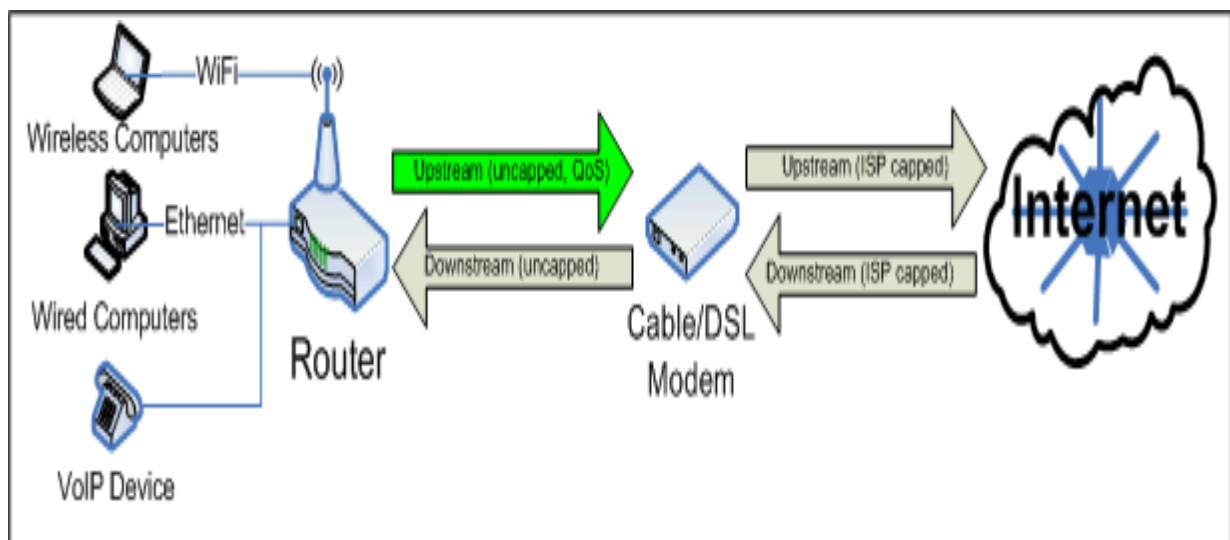 WiFi
Wireless Computers
Ethernet
Wired Computers
VoIP Device
Router
Upstream (uncapped, QoS)
Downstream (uncapped)
Cable/DSL
Modem
Upstream (ISP capped)
Downstream (ISP capped)
Internet